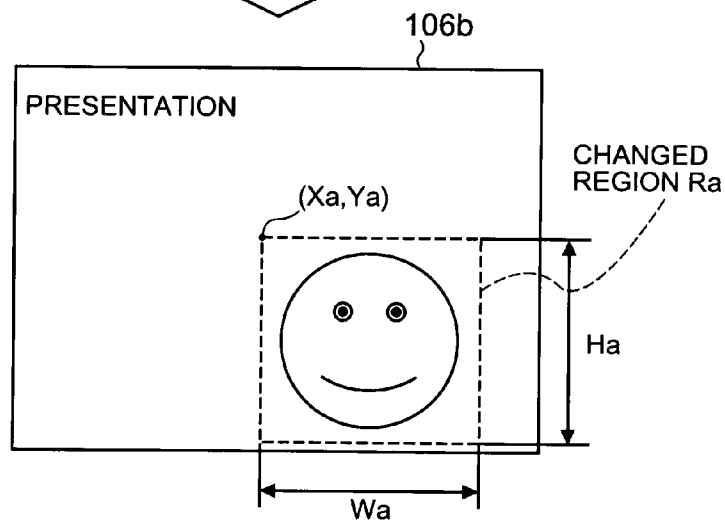 106b
PRESENTATION
CHANGED
REGION Ra
(Xa,Ya)
Ha
Wa